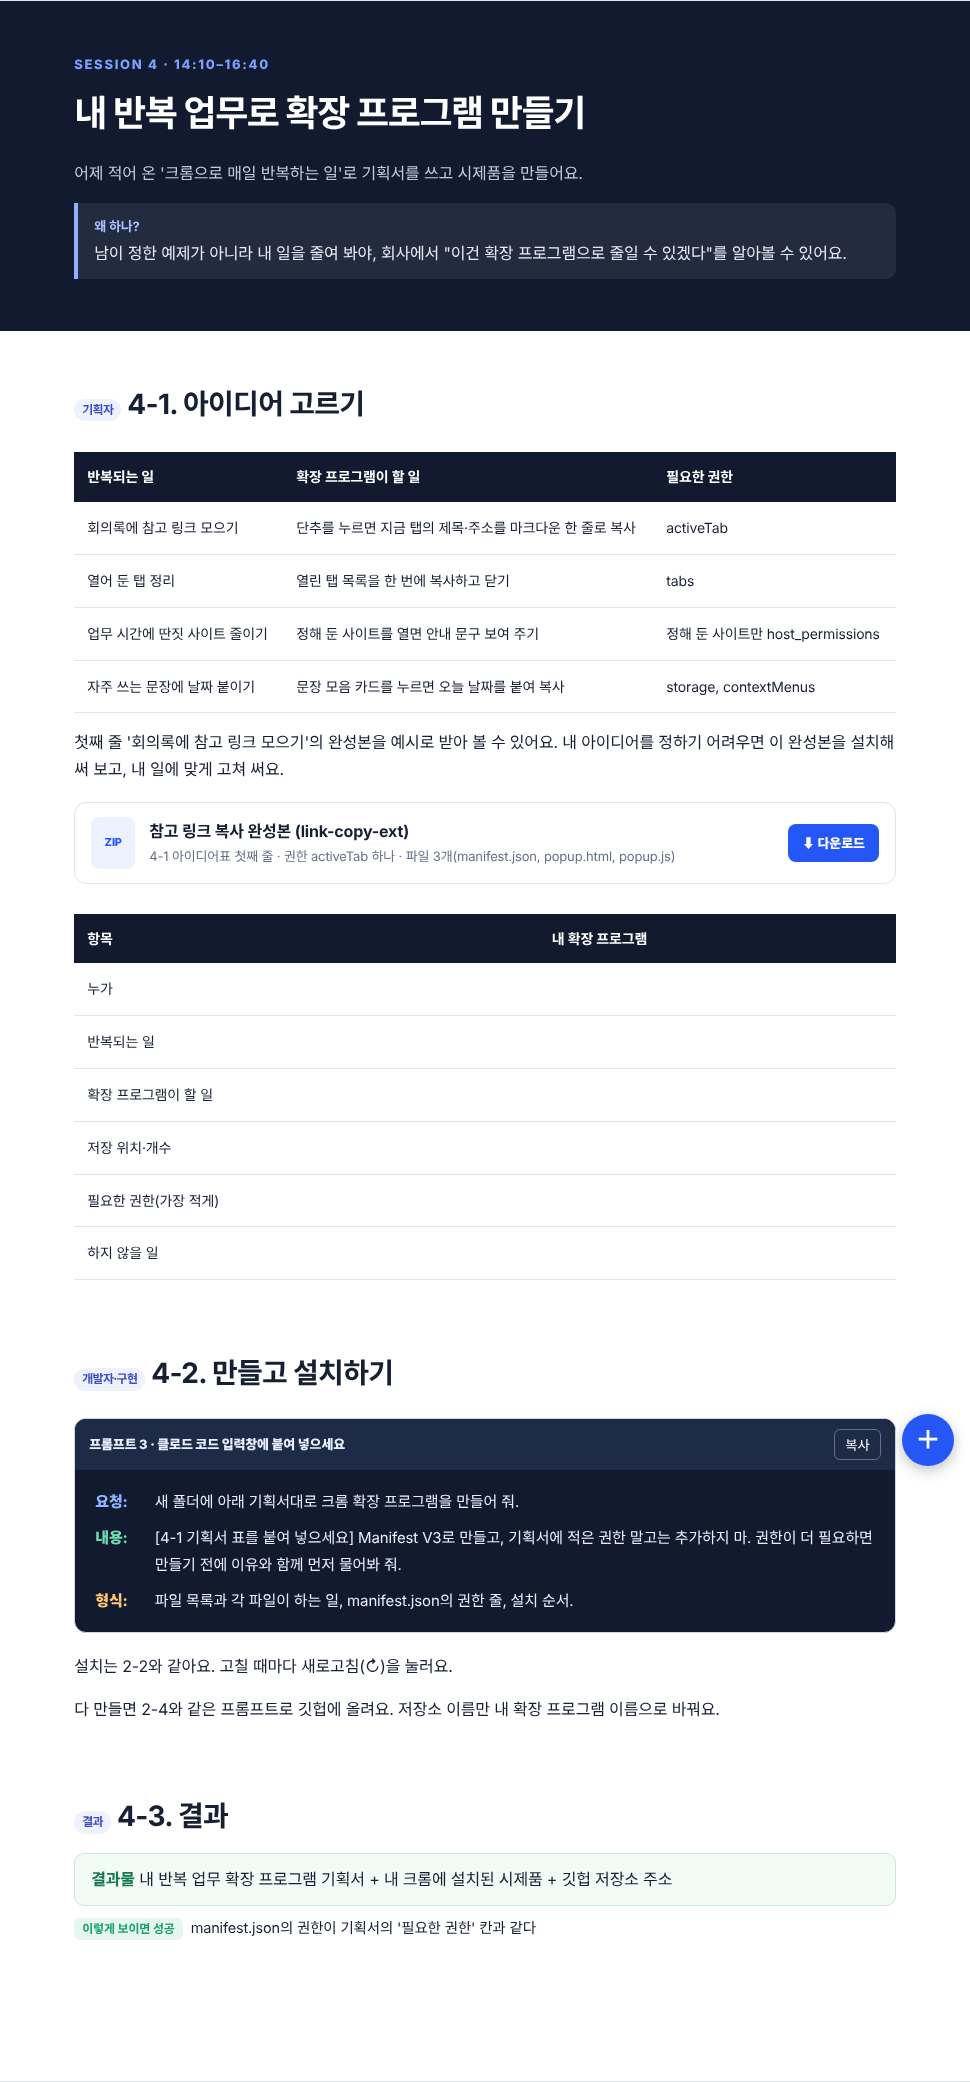 SESSION 4 · 14:10–16:40
내 반복 업무로 확장 프로그램 만들기
어제 적어 온 '크롬으로 매일 반복하는 일'로 기획서를 쓰고 시제품을 만들어요.
왜 하나?
남이 정한 예제가 아니라 내 일을 줄여 봐야, 회사에서 "이건 확장 프로그램으로 줄일 수 있겠다"를 알아볼 수 있어요.
기획자 4-1. 아이디어 고르기
반복되는 일 확장 프로그램이 할 일 필요한 권한
회의록에 참고 링크 모으기 단추를 누르면 지금 탭의 제목·주소를 마크다운 한 줄로 복사 activeTab
열어 둔 탭 정리 열린 탭 목록을 한 번에 복사하고 닫기 tabs
업무 시간에 딴짓 사이트 줄이기 정해 둔 사이트를 열면 안내 문구 보여 주기 정해 둔 사이트만 host_permissions
자주 쓰는 문장에 날짜 붙이기 문장 모음 카드를 누르면 오늘 날짜를 붙여 복사 storage, contextMenus
첫째 줄 '회의록에 참고 링크 모으기'의 완성본을 예시로 받아 볼 수 있어요. 내 아이디어를 정하기 어려우면 이 완성본을 설치해
써 보고, 내 일에 맞게 고쳐 써요.
ZIP
참고 링크 복사 완성본 (link-copy-ext)
4-1 아이디어표 첫째 줄 · 권한 activeTab 하나 · 파일 3개(manifest.json, popup.html, popup.js)
⬇ 다운로드
항목 내 확장 프로그램
누가
반복되는 일
확장 프로그램이 할 일
저장 위치·개수
필요한 권한(가장 적게)
하지 않을 일
개발자·구현 4-2. 만들고 설치하기
프롬프트 3 · 클로드 코드 입력창에 붙여 넣으세요 복사
요청: 새 폴더에 아래 기획서대로 크롬 확장 프로그램을 만들어 줘.
내용: [4-1 기획서 표를 붙여 넣으세요] Manifest V3로 만들고, 기획서에 적은 권한 말고는 추가하지 마. 권한이 더 필요하면
만들기 전에 이유와 함께 먼저 물어봐 줘.
형식: 파일 목록과 각 파일이 하는 일, manifest.json의 권한 줄, 설치 순서.
+
설치는 2-2와 같아요. 고칠 때마다 새로고침(↻)을 눌러요.
다 만들면 2-4와 같은 프롬프트로 깃헙에 올려요. 저장소 이름만 내 확장 프로그램 이름으로 바꿔요.
결과 4-3. 결과
결과물 내 반복 업무 확장 프로그램 기획서 + 내 크롬에 설치된 시제품 + 깃헙 저장소 주소
이렇게 보이면 성공 manifest.json의 권한이 기획서의 '필요한 권한' 칸과 같다